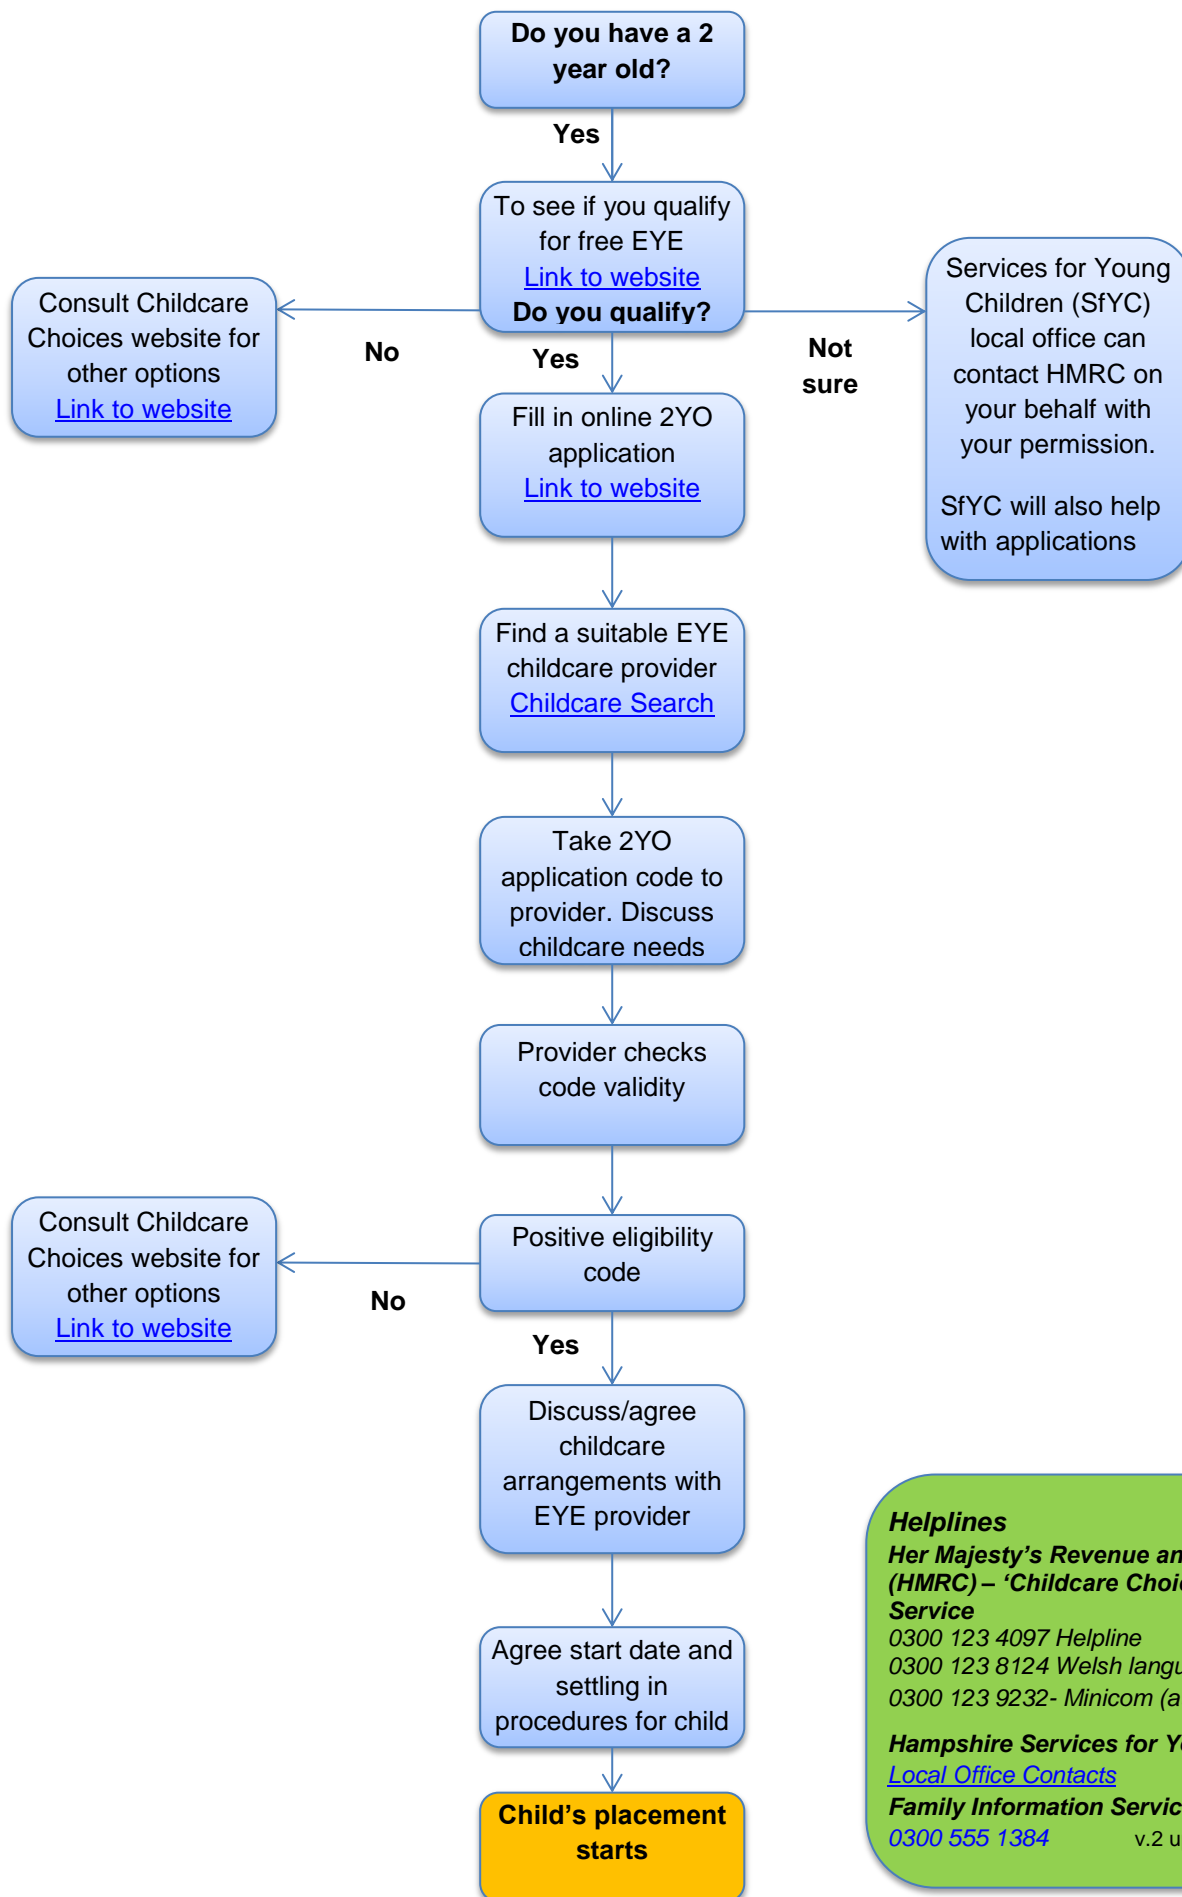 Do you have a 2
year old?
Yes
To see if you qualify
for free EYE
Link to website
Do you qualify?
No
Yes
Not
sure
Consult Childcare
Choices website for
other options
Link to website
Services for Young
Children (SfYC)
local office can
contact HMRC on
your behalf with
your permission.
SfYC will also help
with applications
Fill in online 2YO
application
Link to website
Find a suitable EYE
childcare provider
Childcare Search
Take 2YO
application code to
provider. Discuss
childcare needs
Provider checks
code validity
Positive eligibility
code
No
Yes
Consult Childcare
Choices website for
other options
Link to website
Discuss/agree
childcare
arrangements with
EYE provider
Agree start date and
settling in
procedures for child
Child’s placement
starts
Helplines
Her Majesty’s Revenue
(HMRC) – ‘Childcare
Service
0300 123 4097 Helpline
0300 123 8124 Welsh
0300 123 9232- Minicom
Hampshire Services for
Local Office Contacts
Family Information
0300 555 1384 v.2